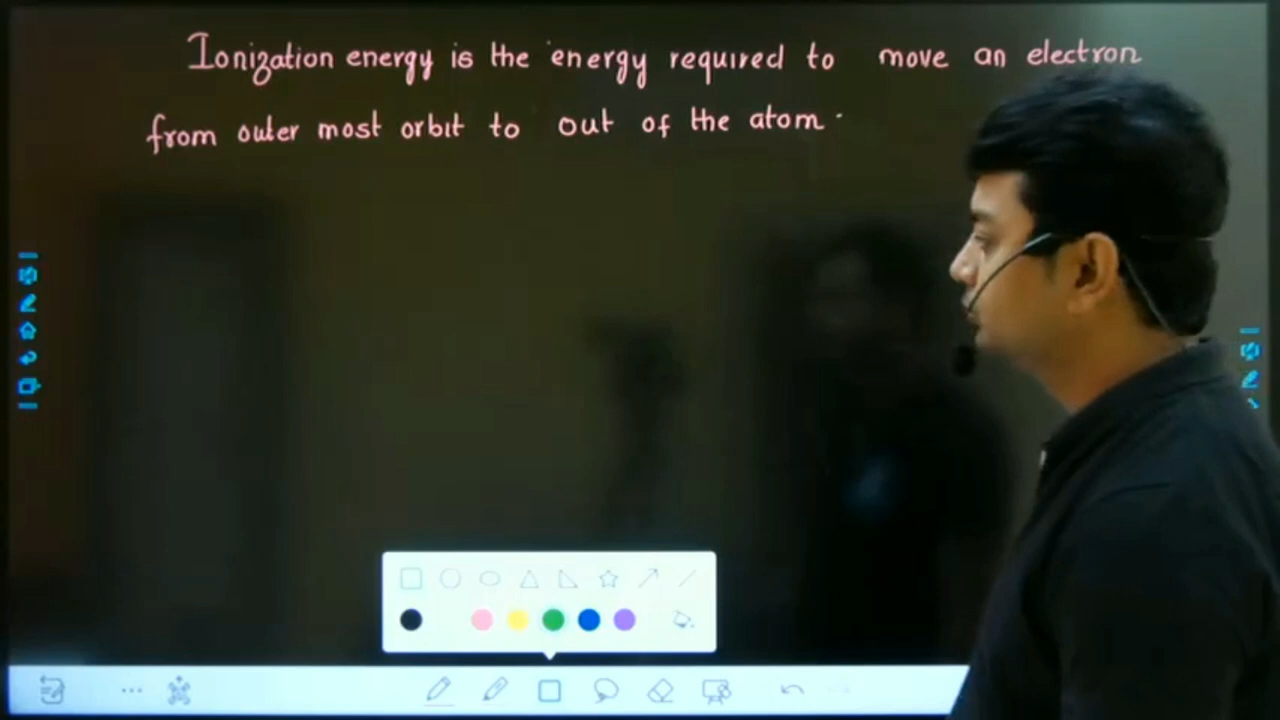 Ionization energy is the energy required to move an electron
from outer most orbit to out of the atom.